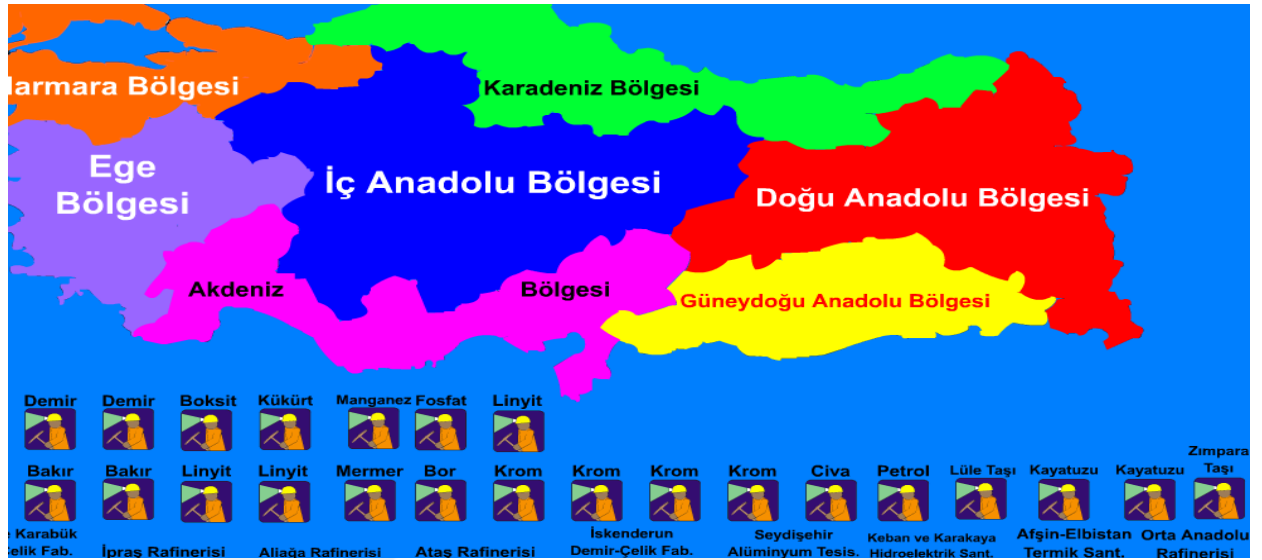 armara Bölgesi
Karadeniz Bölgesi
Ege
Bölgesi
İç Anadolu Bölgesi
Doğu Anadolu Bölgesi
Akdeniz
Bölgesi
Güneydoğu Anadolu Bölgesi
Demir Demir Boksit Kükürt Manganez Fosfat Linyit
Bakır Bakır Linyit Linyit Mermer Bor Krom Krom Krom Krom Civa Petrol Lüle Taşı Kayatuzu Kayatuzu Zımpara
Taşı
e Karabük
Çelik Fab.
İpraş Rafinerisi
Aliağa Rafinerisi
Ataş Rafinerisi
İskenderun
Demir-Çelik Fab.
Seydişehir
Alüminyum Tesis.
Keban ve Karakaya
Hidroelektrik Sant.
Afşin-Elbistan
Termik Sant.
Orta Anadolu
Rafinerisi